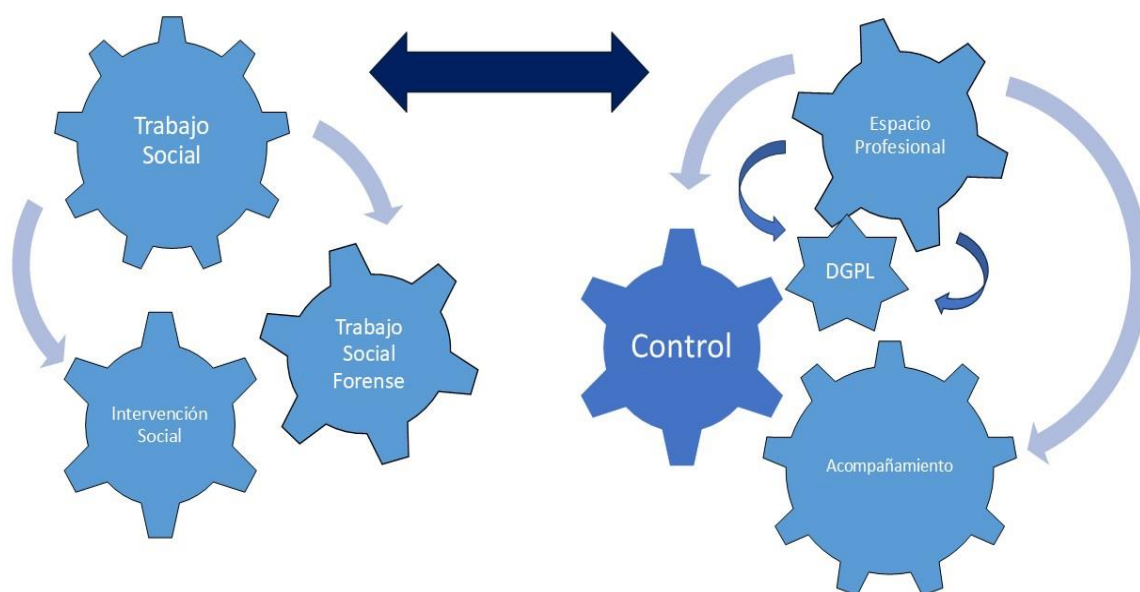 Trabajo
Social
Espacio
Profesional
DGPL
Trabajo
Social
Forense
Control
Intervención
Social
Acompañamiento